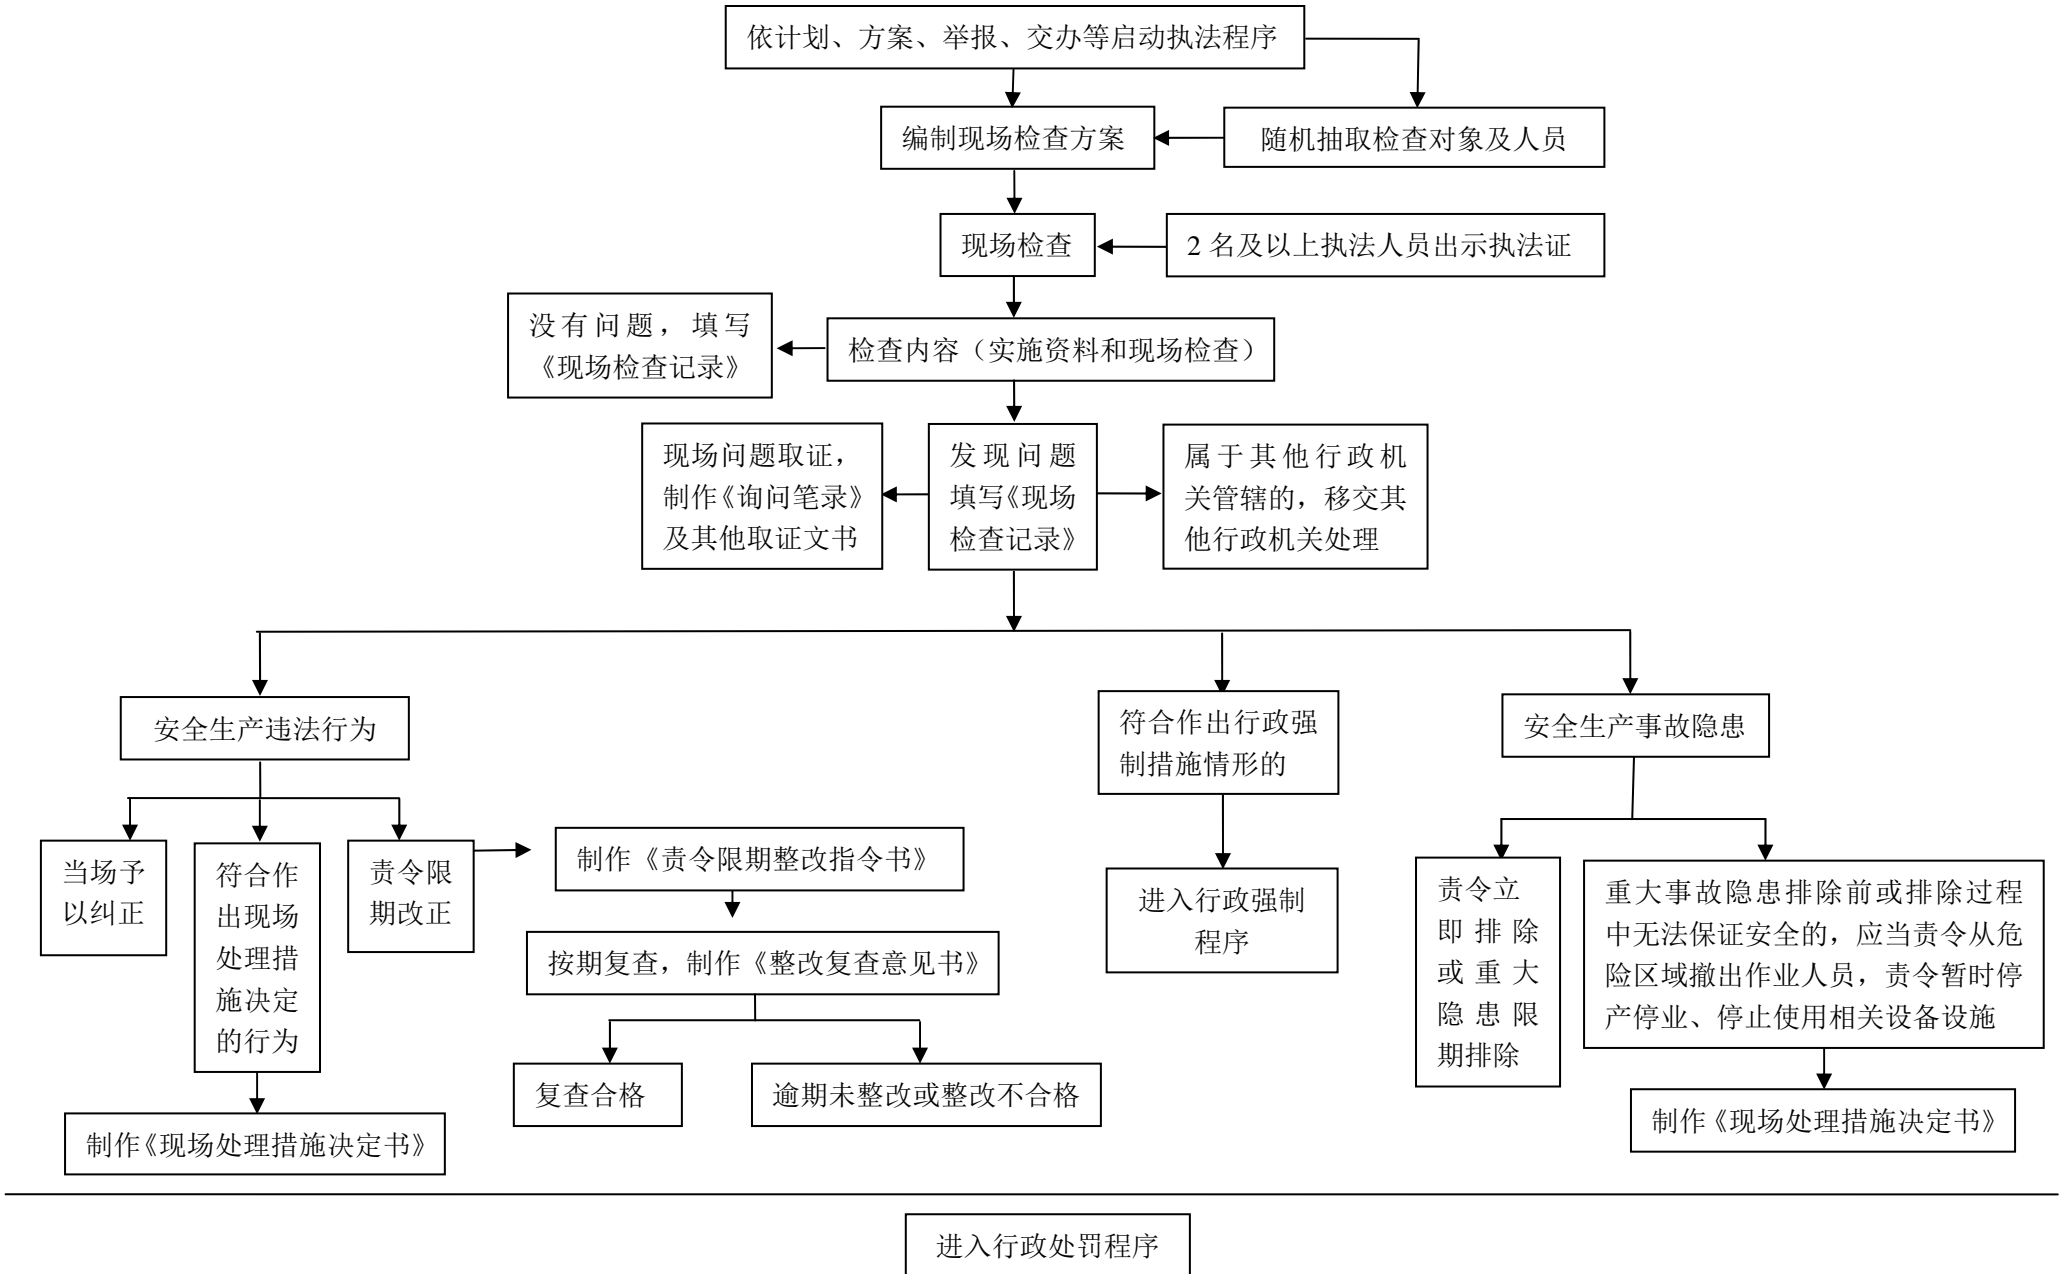 依计划、方案、举报、交办等启动执法程序
编制现场检查方案
随机抽取检查对象及人员
现场检查
2 名及以上执法人员出示执法证
没有问题，填写
《现场检查记录》
检查内容（实施资料和现场检查）
现场问题取证，
制作《询问笔录》
及其他取证文书
发现问题
填写《现场
检查记录》
属于其他行政机
关管辖的，移交其
他行政机关处理
安全生产违法行为
符合作出行政强
制措施情形的
安全生产事故隐患
当场予
以纠正
符合作
出现场
处理措
施决定
的行为
责令限
期改正
制作《责令限期整改指令书》
按期复查，制作《整改复查意见书》
复查合格
逾期未整改或整改不合格
制作《现场处理措施决定书》
进入行政强制
程序
责令立
即排除
或重大
隐患限
期排除
重大事故隐患排除前或排除过程
中无法保证安全的，应当责令从危
险区域撤出作业人员，责令暂时停
产停业、停止使用相关设备设施
制作《现场处理措施决定书》
进入行政处罚程序